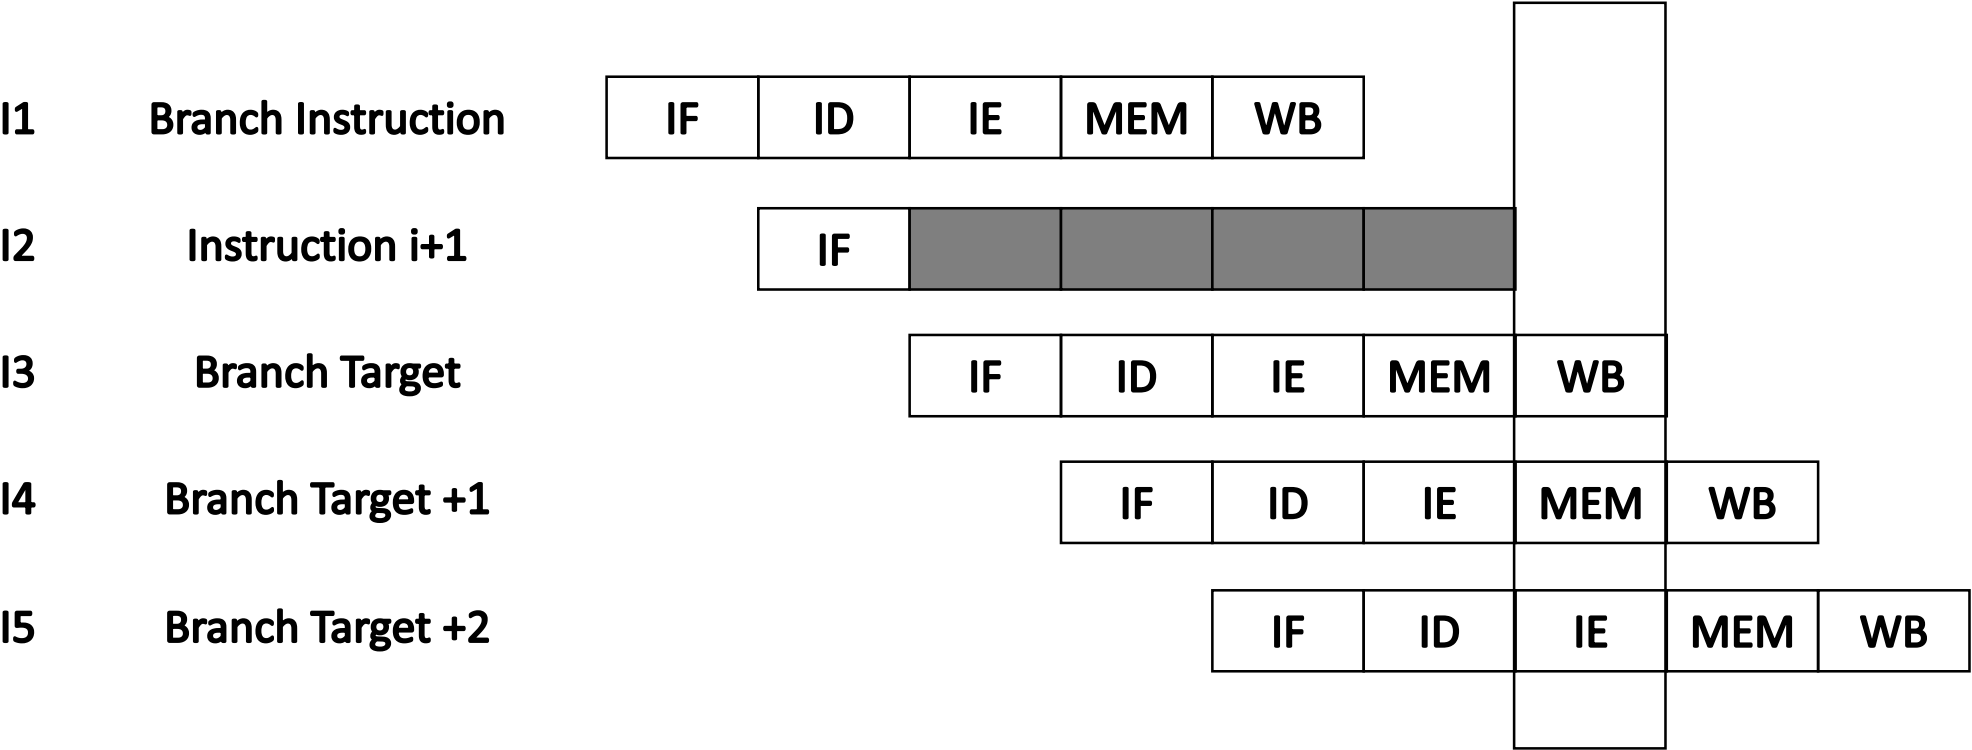 I1 Branch Instruction IF ID IE MEM WB
I2 Instruction i+1 IF
I3 Branch Target IF ID IE MEM WB
I4 Branch Target +1 IF ID IE MEM WB
I5 Branch Target +2 IF ID IE MEM WB